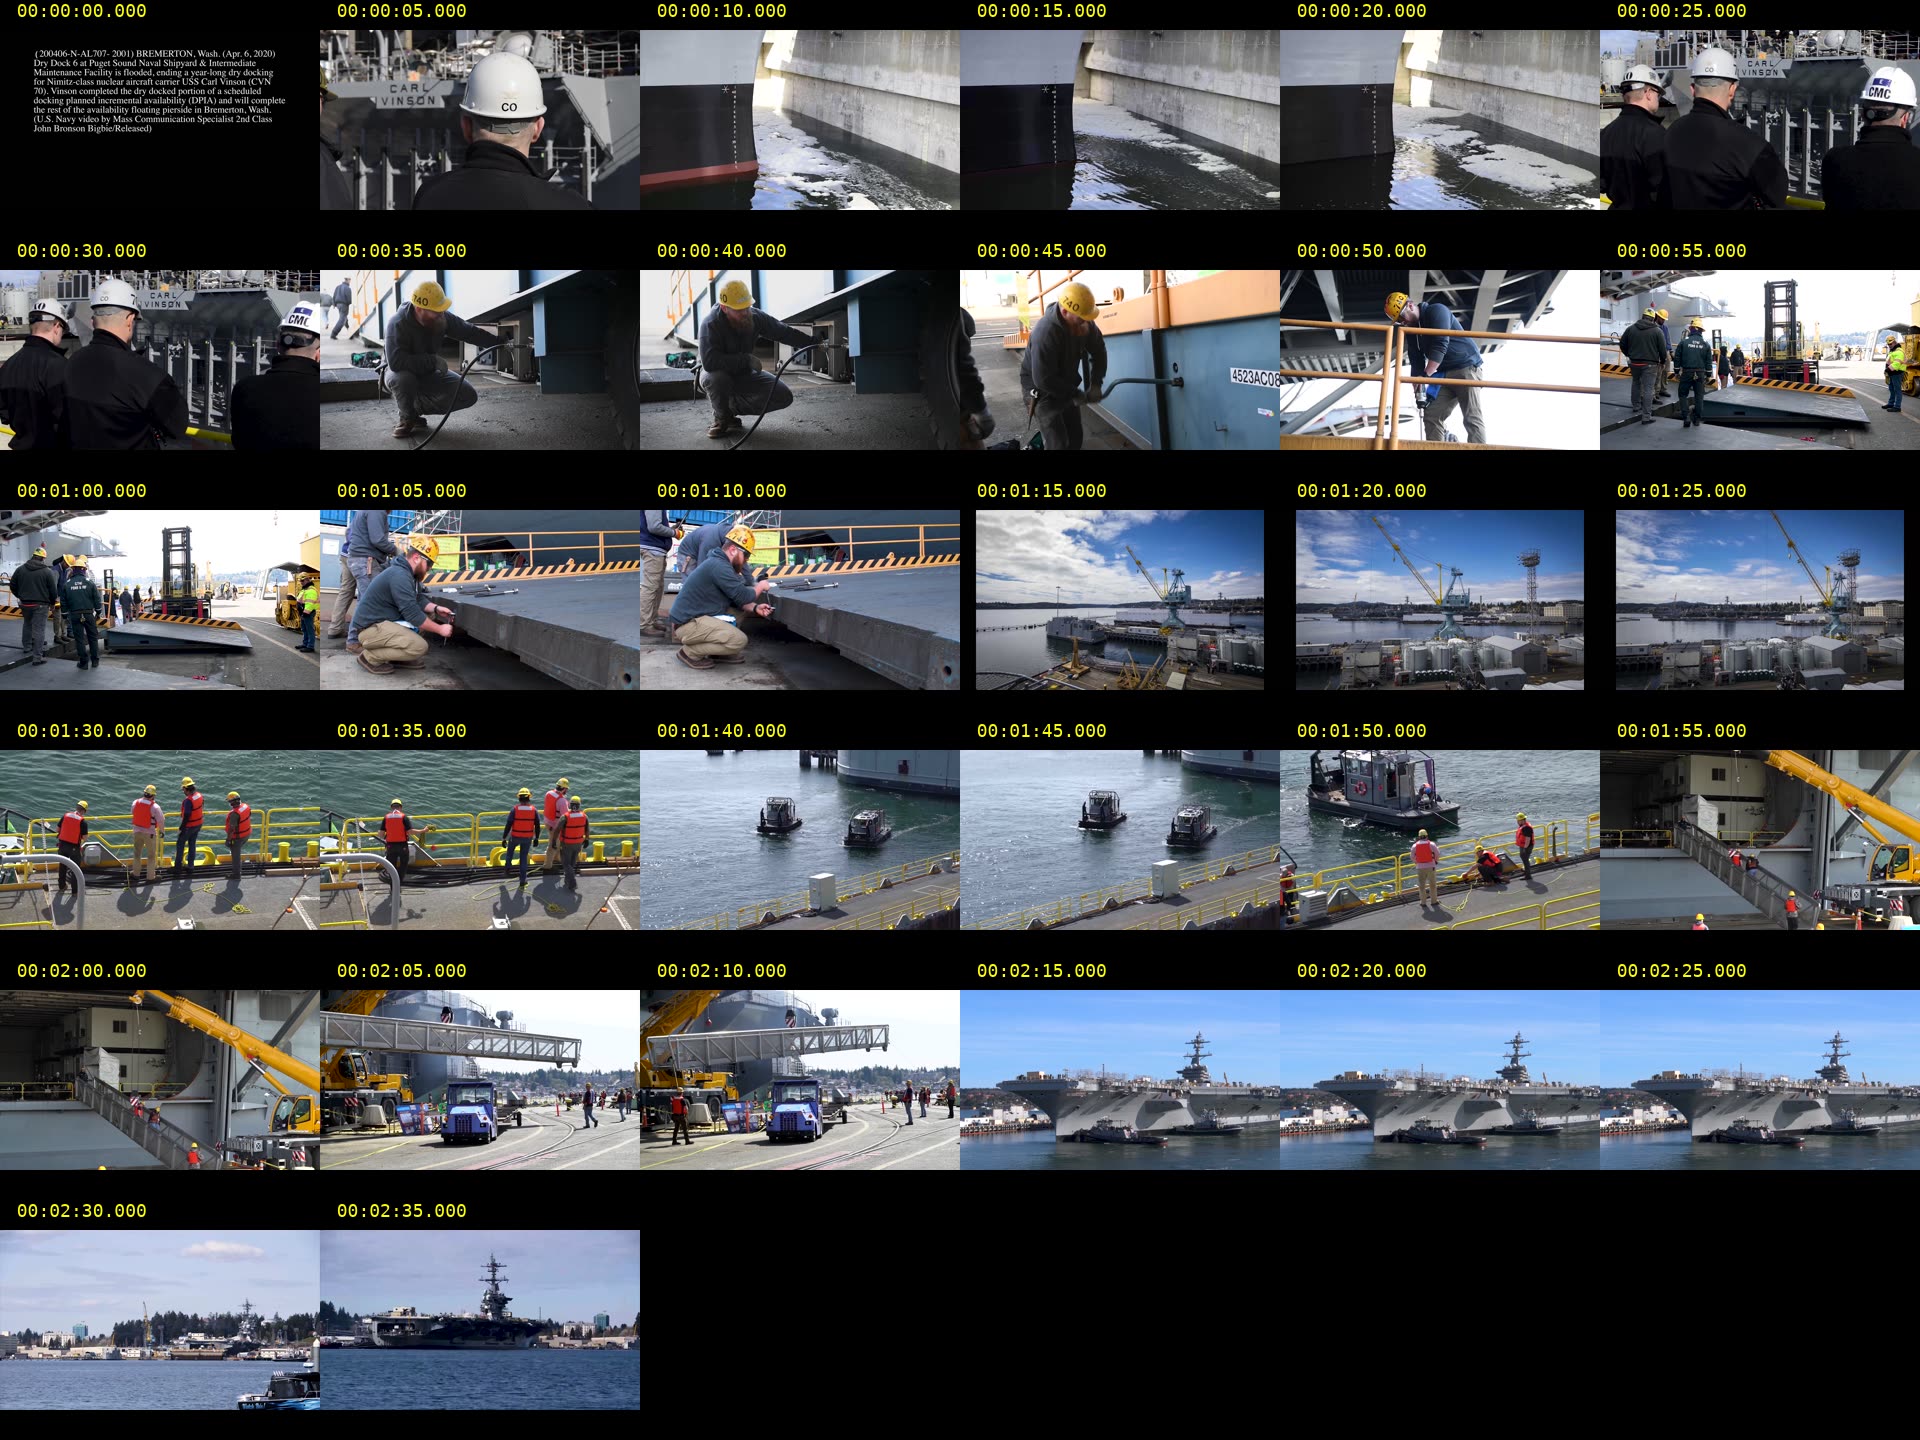 00:00:00.000
00:00:05.000
00:00:10.000
00:00:15.000
00:00:20.000
00:00:25.000
(200406-N-AL707- 2001) BREMERTON, Wash. (Apr. 6, 2020)
Dry Dock 6 at Puget Sound Naval Shipyard & Intermediate
Maintenance Facility is flooded, ending a year-long dry docking
for Nimitz-class nuclear aircraft carrier USS Carl Vinson (CVN
70). Vinson completed the dry docked portion of a scheduled
docking planned incremental availability (DPIA) and will complete
the rest of the availability floating pierside in Bremerton, Wash.
(U.S. Navy video by Mass Communication Specialist 2nd Class
John Bronson Bigbie/Released)
CARL
VINSON
CO
CARL
VINSON
CO
CMC
00:00:30.000
00:00:35.000
00:00:40.000
00:00:45.000
00:00:50.000
00:00:55.000
CARL
VINSON
CMC
740
740
4523AC08
00:01:00.000
00:01:05.000
00:01:10.000
00:01:15.000
00:01:20.000
00:01:25.000
00:01:30.000
00:01:35.000
00:01:40.000
00:01:45.000
00:01:50.000
00:01:55.000
00:02:00.000
00:02:05.000
00:02:10.000
00:02:15.000
00:02:20.000
00:02:25.000
00:02:30.000
00:02:35.000